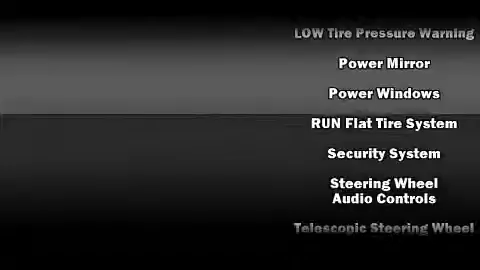 LOW Tire Pressure Warning
Power Mirror
Power Windows
RUN Flat Tire System
Security System
Steering Wheel
Audio Controls
Telescopic Steering Wheel